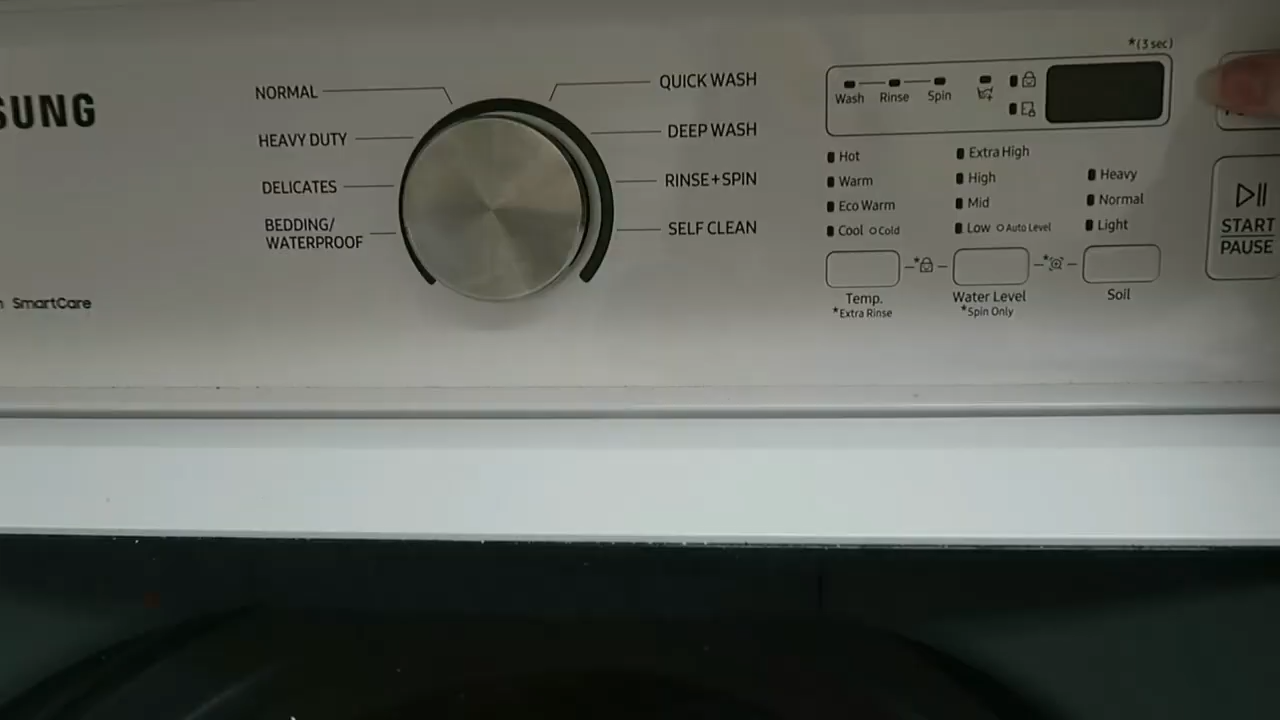 SUNG
NORMAL
HEAVY DUTY
DELICATES
BEDDING/
WATERPROOF
SmartCare
QUICK WASH
DEEP WASH
RINSE+SPIN
SELF CLEAN
*(3 sec)
Wash Rinse Spin
Hot
Warm
Eco Warm
Cool Cold
Extra High
High
Mid
Low Auto Level
Heavy
Normal
Light
Temp.
*Extra Rinse
Water Level
*Spin Only
Soil
START
PAUSE